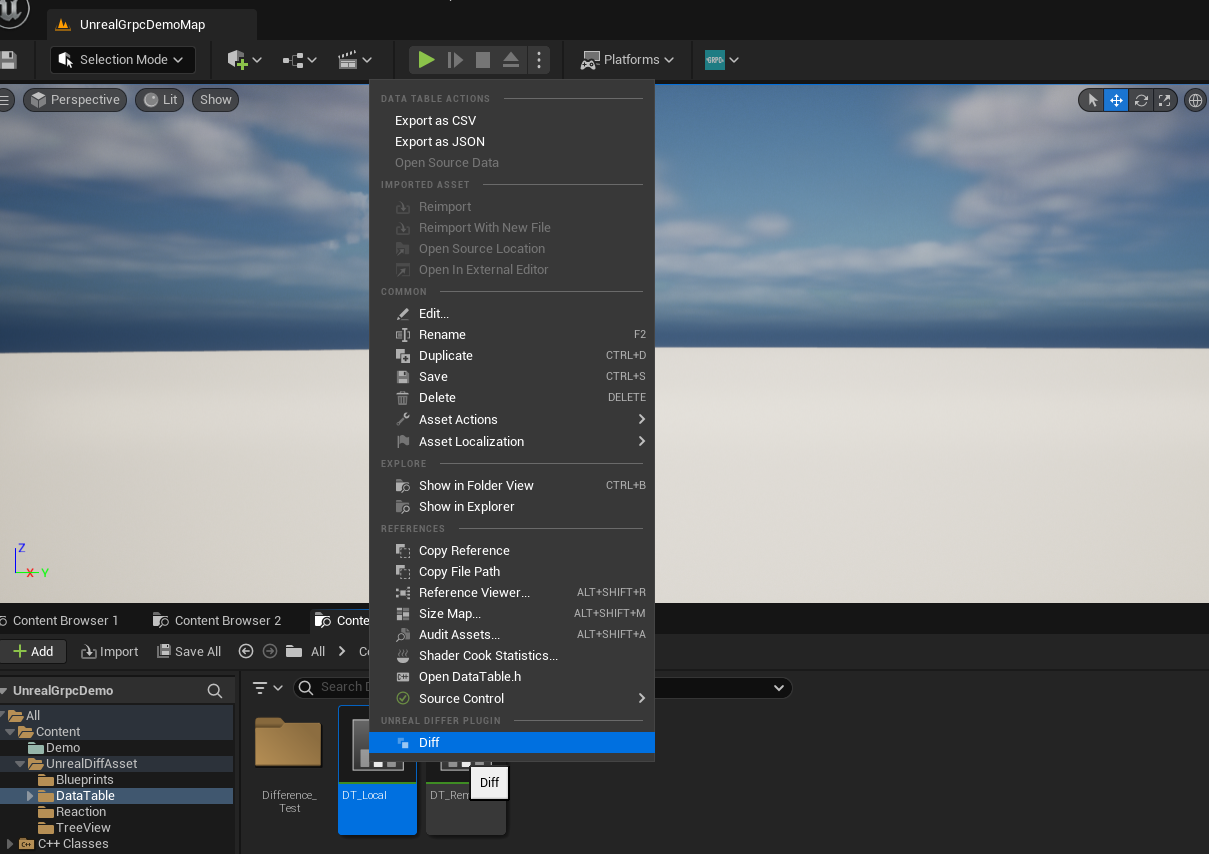 UnrealGrpcDemoMap
Selection Mode
Platforms
GRPC
Perspective
Lit
Show
DATA TABLE ACTIONS
Export as CSV
Export as JSON
Open Source Data
IMPORTED ASSET
Reimport
Reimport With New File
Open Source Location
Open In External Editor
COMMON
Edit...
Rename F2
Duplicate CTRL+D
Save CTRL+S
Delete DELETE
Asset Actions
Asset Localization
EXPLORE
Show in Folder View CTRL+B
Show in Explorer
REFERENCES
Copy Reference
Copy File Path
Reference Viewer... ALT+SHIFT+R
Size Map... ALT+SHIFT+M
Audit Assets... ALT+SHIFT+A
Shader Cook Statistics...
Open DataTable.h
Source Control
UNREAL DIFFER PLUGIN
Diff
Diff
Z
X Y
Content Browser 1
Content Browser 2
Conte
Add
Import
Save All
All
Co
UnrealGrpcDemo
Search D
All
Content
Demo
UnrealDiffAsset
Blueprints
DataTable
Reaction
TreeView
C++ Classes
Difference_
Test
DT_Local
DT_Rem